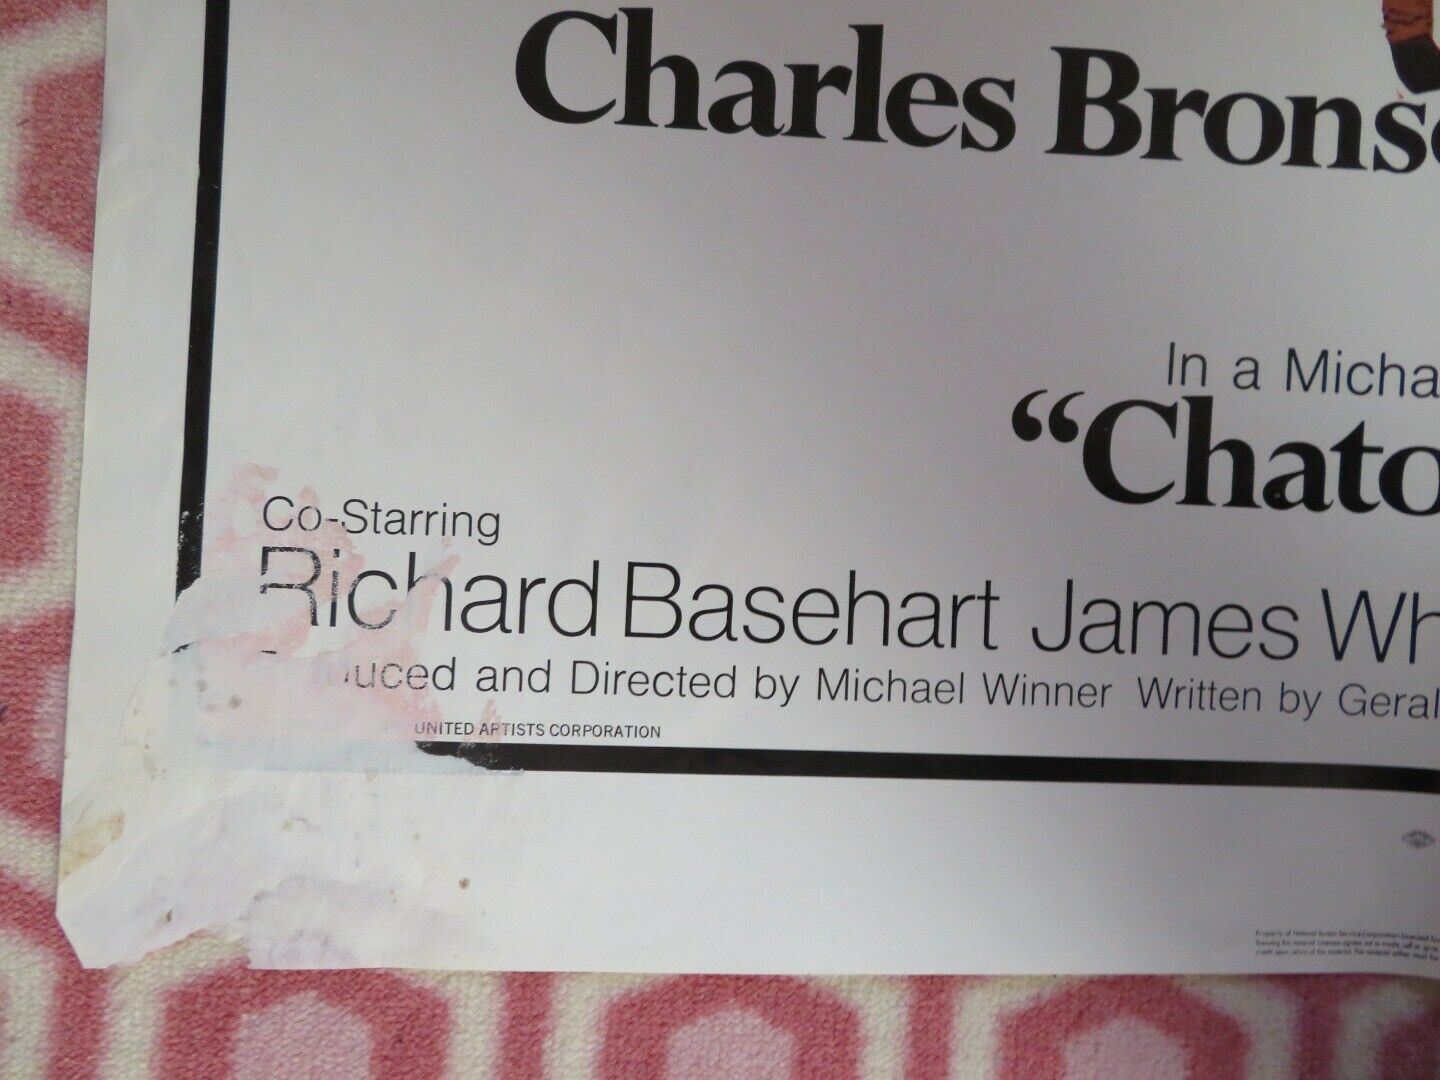 Charles Brons
In a Micha
“Chato
Co-Starring
Richard Basehart James Wh
uced and Directed by Michael Winner Written by Geral
UNITED ARTISTS CORPORATION